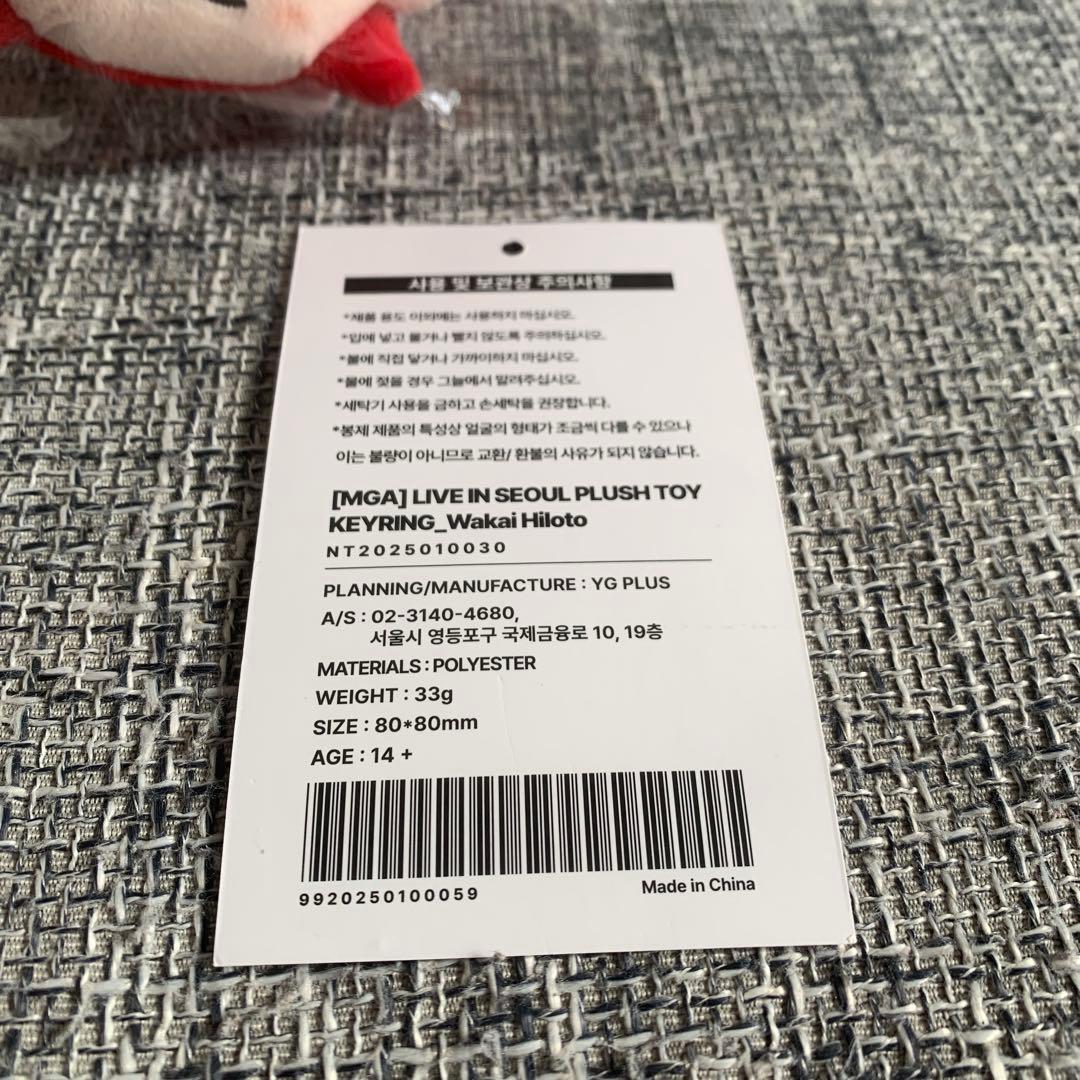 사용 및 보관상 주의사항
*제품 용도 이외에는 사용하지 마십시오.
*입에 넣고 물거나 빨지 않도록 주의하십시오.
*불에 직접 닿거나 가까이하지 마십시오.
*물에 젖을 경우 그늘에서 말려주십시오.
*세탁기 사용을 금하고 손세탁을 권장합니다.
*봉제 제품의 특성상 얼굴의 형태가 조금씩 다를 수 있으나
이는 불량이 아니므로 교환/ 환불의 사유가 되지 않습니다.
[MGA] LIVE IN SEOUL PLUSH TOY
KEYRING_Wakai Hiloto
NT2025010030
PLANNING/MANUFACTURE : YG PLUS
A/S : 02-3140-4680,
서울시 영등포구 국제금융로 10, 19층
MATERIALS : POLYESTER
WEIGHT : 33g
SIZE : 80*80mm
AGE : 14 +
9920250100059
Made in China